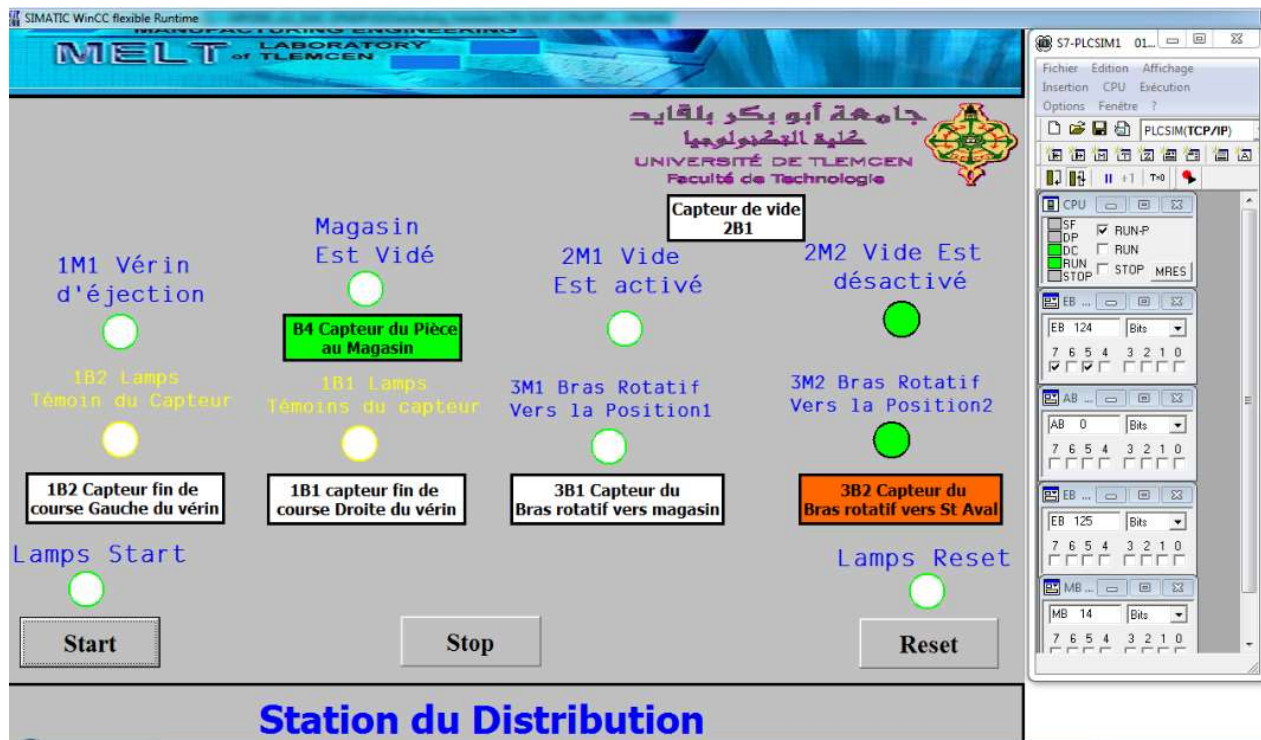 SIMATIC WinCC flexible Runtime
MANUFACTURING ENGINEERING
MELT OF LABORATORY
TLEMCEN
جامعة أبو بكر بلقايد
كلية التكنولوجيا
UNIVERSITÉ DE TLEMCEN
Faculté de Technologie
Capteur de vide
2B1
1M1 Vérin
d'éjection
Magasin
Est Vidé
2M1 Vide
Est activé
2M2 Vide Est
désactivé
B4 Capteur du Pièce
au Magasin
1B2 Lamps
Témoin du Capteur
1B1 Lamps
Témoins du capteur
3M1 Bras Rotatif
Vers la Position1
3M2 Bras Rotatif
Vers la Position2
1B2 Capteur fin de
course Gauche du vérin
1B1 capteur fin de
course Droite du vérin
3B1 Capteur du
Bras rotatif vers magasin
3B2 Capteur du
Bras rotatif vers St Aval
Lamps Start
Lamps Reset
Start
Stop
Reset
Station du Distribution
S7-PLCSIM1 01...
Fichier Edition Affichage
Insertion CPU Exécution
Options Fenêtre ?
PLCSIM(TCP/IP)
+1 T=0
CPU
SF
DP
DC
RUN
STOP
RUN-P
RUN
STOP
MRES
EB ...
EB 124 Bits
7 6 5 4 3 2 1 0
AB ...
AB 0 Bits
7 6 5 4 3 2 1 0
EB ...
EB 125 Bits
7 6 5 4 3 2 1 0
MB ...
MB 14 Bits
7 6 5 4 3 2 1 0